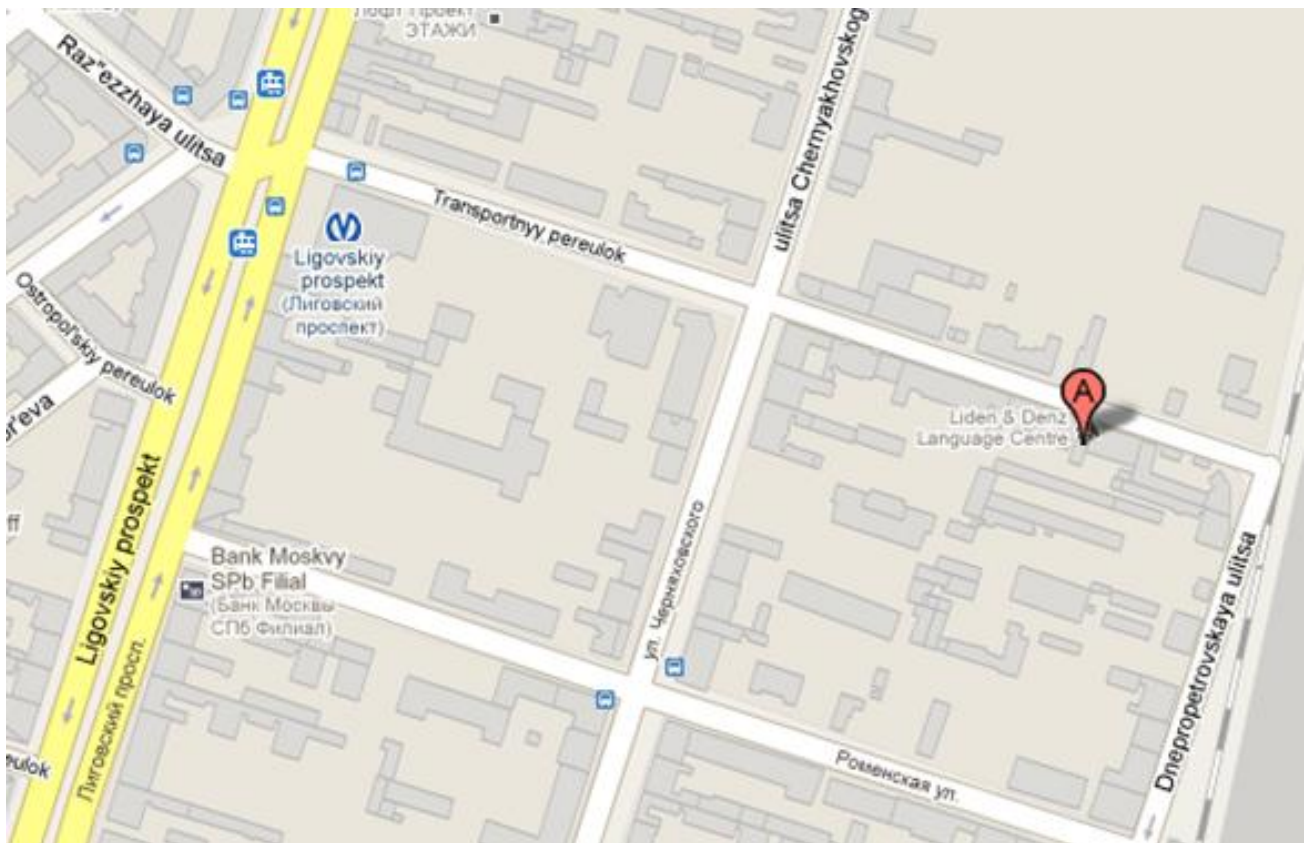 Лофт Проект
ЭТАЖИ
Raz"ezzhaya ulitsa
ulitsa Chernyakhovskog
Transportnyy pereulok
Ligovskiy
prospekt
(Лиговский
проспект)
Ostropol'skiy pereulok
A
Liden & Denz
Language Centre
Ligovskiy prospekt
ff
Bank Moskvy
SPb Filial
(Банк Москвы
СПб Филиал)
ул. Черняховского
Dnepropetrovskaya ulitsa
Лиговский просп.
Роменская ул.